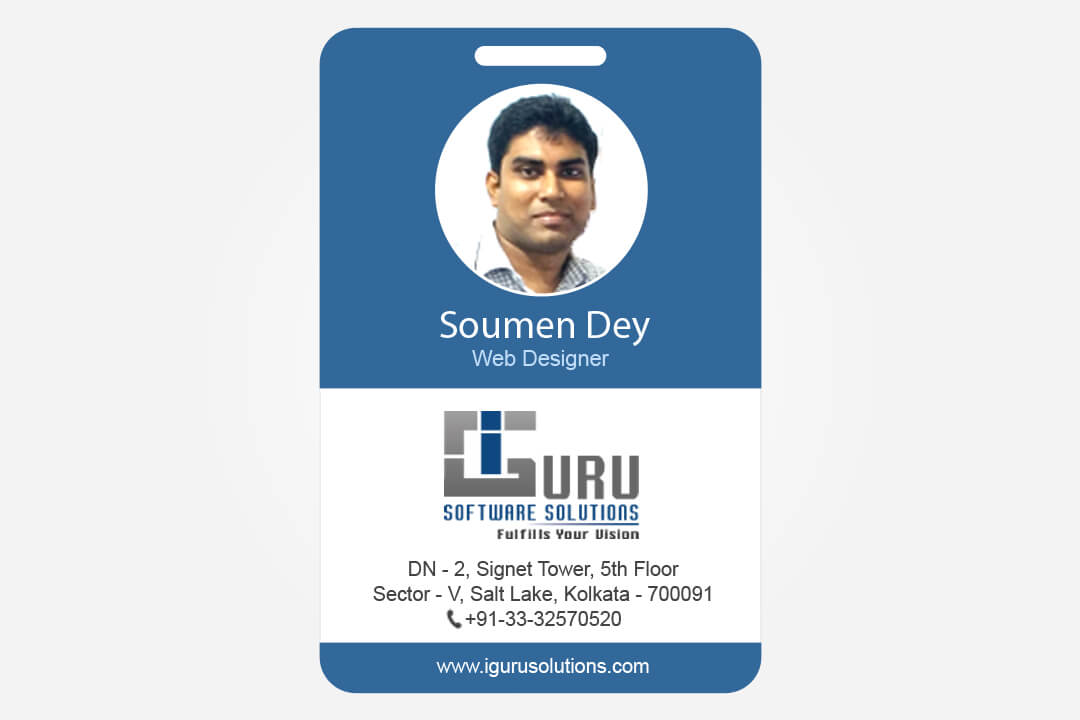 Soumen Dey
Web Designer
iGURU
SOFTWARE SOLUTIONS
Fulfills Your Vision
DN - 2, Signet Tower, 5th Floor
Sector - V, Salt Lake, Kolkata - 700091
+91-33-32570520
www.igurusolutions.com